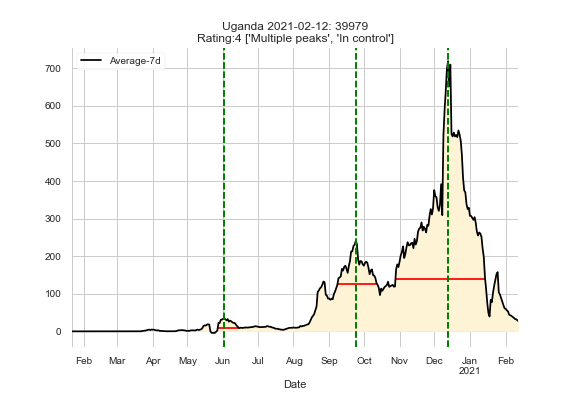 Uganda 2021-02-12: 39979
Rating:4 ['Multiple peaks', 'In control']
Average-7d
700
600
500
400
300
200
100
0
Feb Mar Apr May Jun Jul Aug Sep Oct Nov Dec Jan Feb
2021
Date